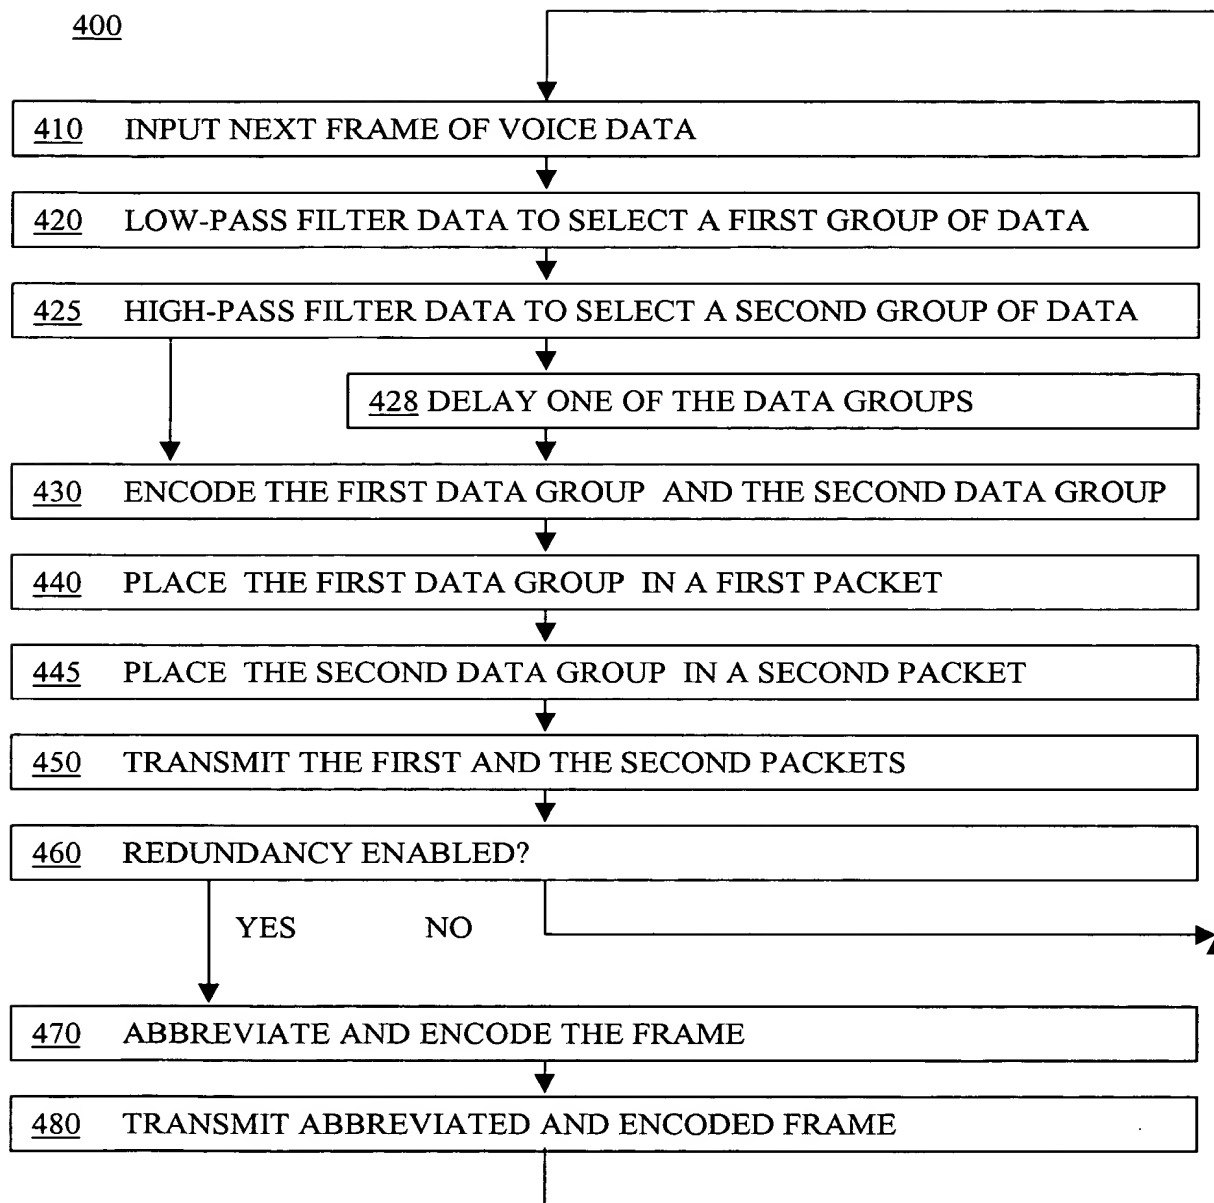 400
410 INPUT NEXT FRAME OF VOICE DATA
420 LOW-PASS FILTER DATA TO SELECT A FIRST GROUP OF DATA
425 HIGH-PASS FILTER DATA TO SELECT A SECOND GROUP OF DATA
428 DELAY ONE OF THE DATA GROUPS
430 ENCODE THE FIRST DATA GROUP AND THE SECOND DATA GROUP
440 PLACE THE FIRST DATA GROUP IN A FIRST PACKET
445 PLACE THE SECOND DATA GROUP IN A SECOND PACKET
450 TRANSMIT THE FIRST AND THE SECOND PACKETS
460 REDUNDANCY ENABLED?
YES NO
470 ABBREVIATE AND ENCODE THE FRAME
480 TRANSMIT ABBREVIATED AND ENCODED FRAME